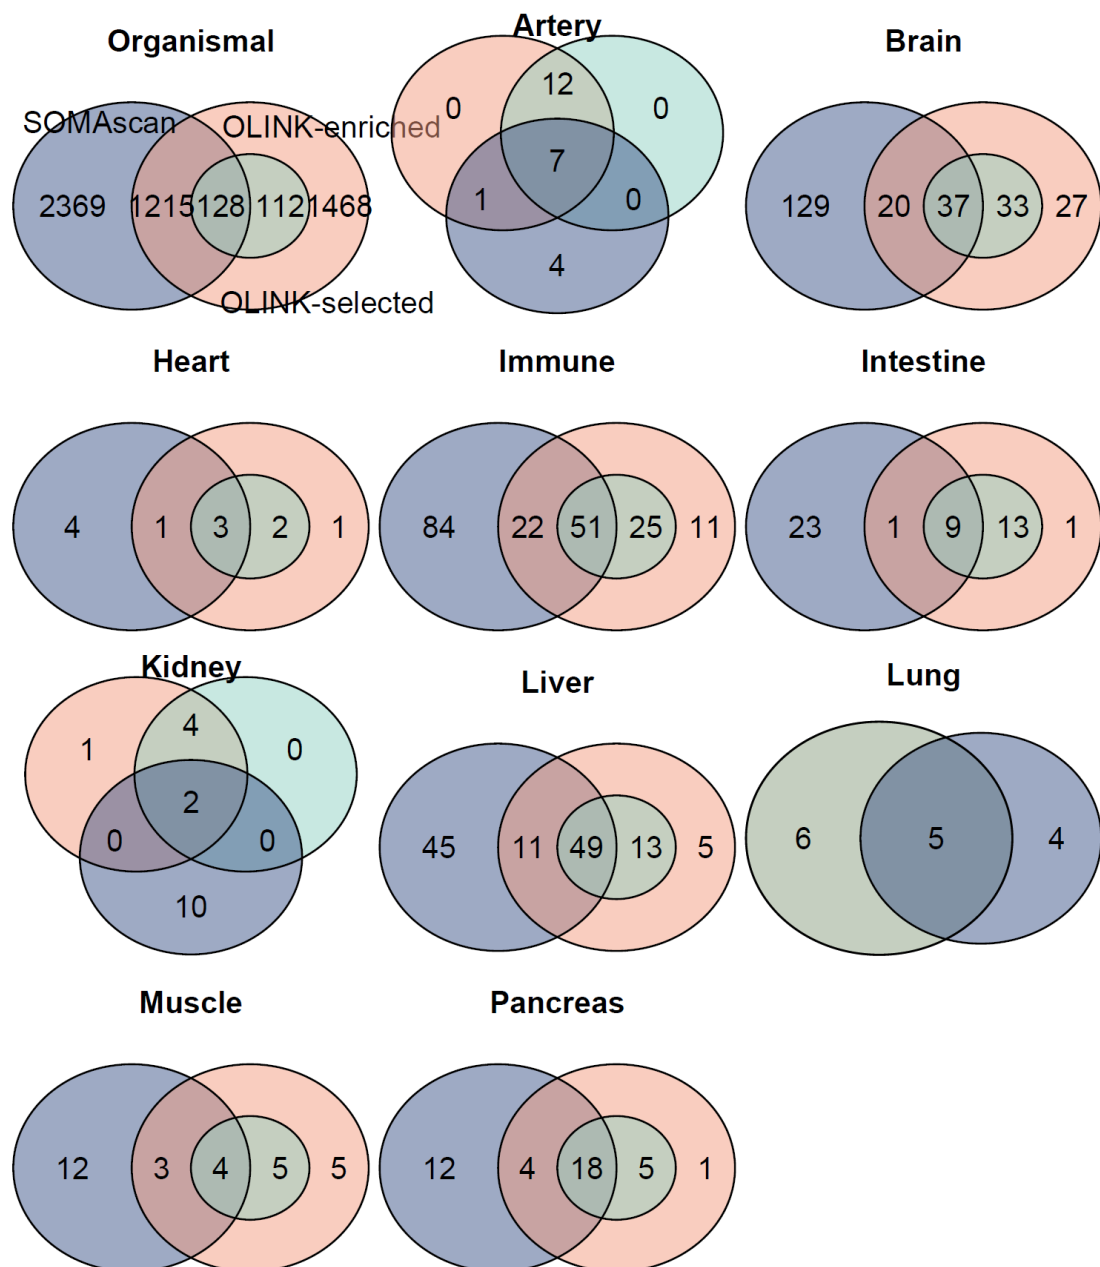 Organismal
SOMAscan
OLINK-enriched
2369 1215 128 112 1468
OLINK-selected
Artery
12
0 0
7
1 0
4
Brain
129 20 37 33 27
Heart
4 1 3 2 1
Immune
84 22 51 25 11
Intestine
23 1 9 13 1
Kidney
4
1 0
2
0 0
10
Liver
45 11 49 13 5
Lung
6 5 4
Muscle
12 3 4 5 5
Pancreas
12 4 18 5 1